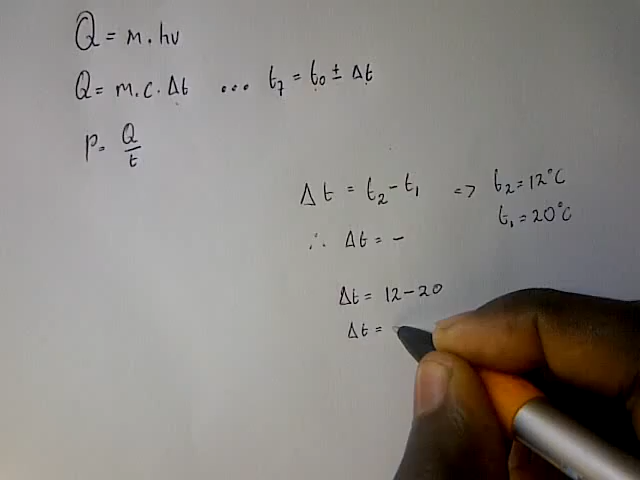 Q = m. hv
Q = m.c. Δt ... t₇ = t₀ ± Δt
P = Q/t
Δt = t₂ - t₁ => t₂ = 12°C
t₁ = 20°C
∴ Δt = -
Δt = 12 - 20
Δt =